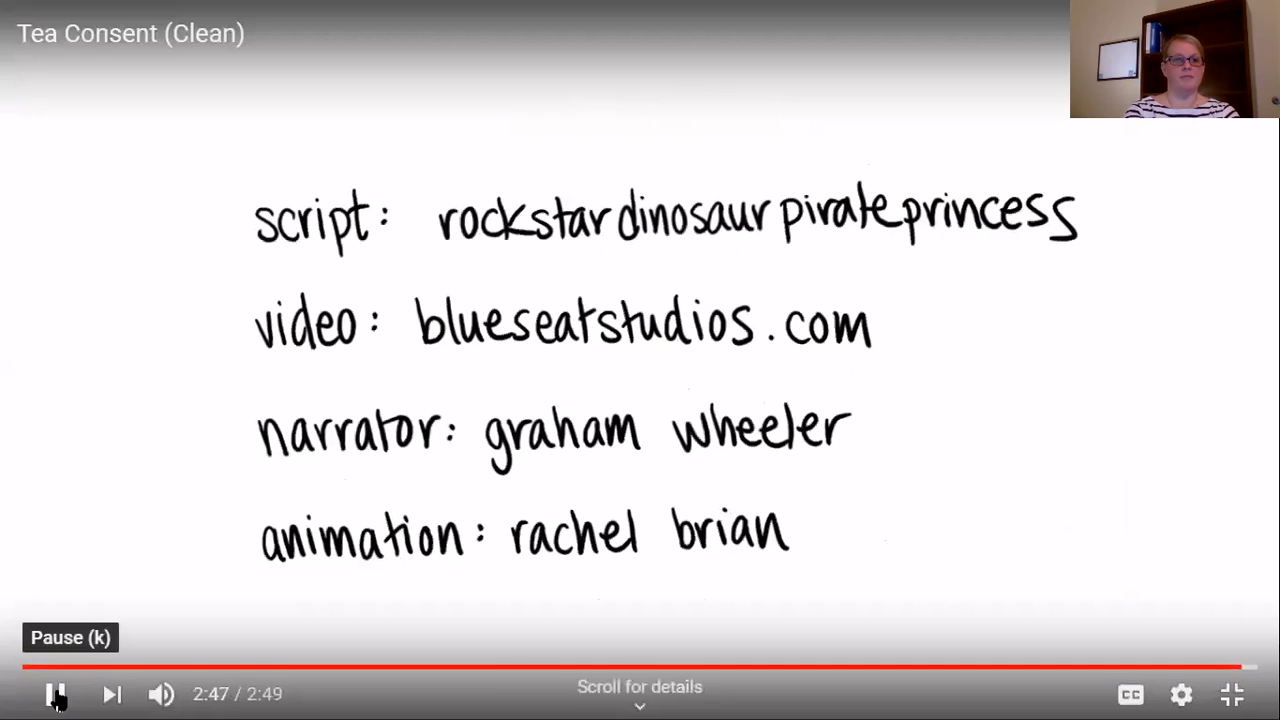 Tea Consent (Clean)
script: rockstardinosaurpirateprincess
video: blueseatstudios.com
narrator: graham wheeler
animation: rachel brian
Pause (k)
2:47 / 2:49
Scroll for details
CC